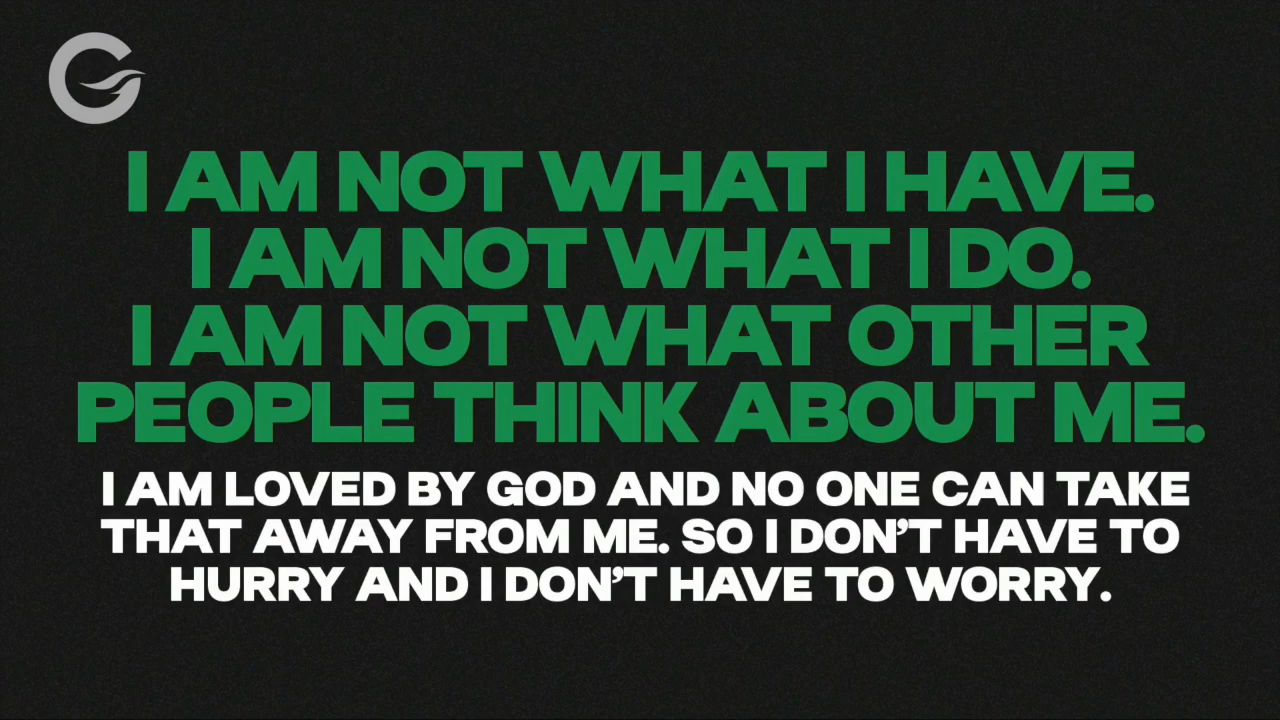 I AM NOT WHAT I HAVE.
I AM NOT WHAT I DO.
I AM NOT WHAT OTHER
PEOPLE THINK ABOUT ME.
I AM LOVED BY GOD AND NO ONE CAN TAKE
THAT AWAY FROM ME. SO I DON’T HAVE TO
HURRY AND I DON’T HAVE TO WORRY.